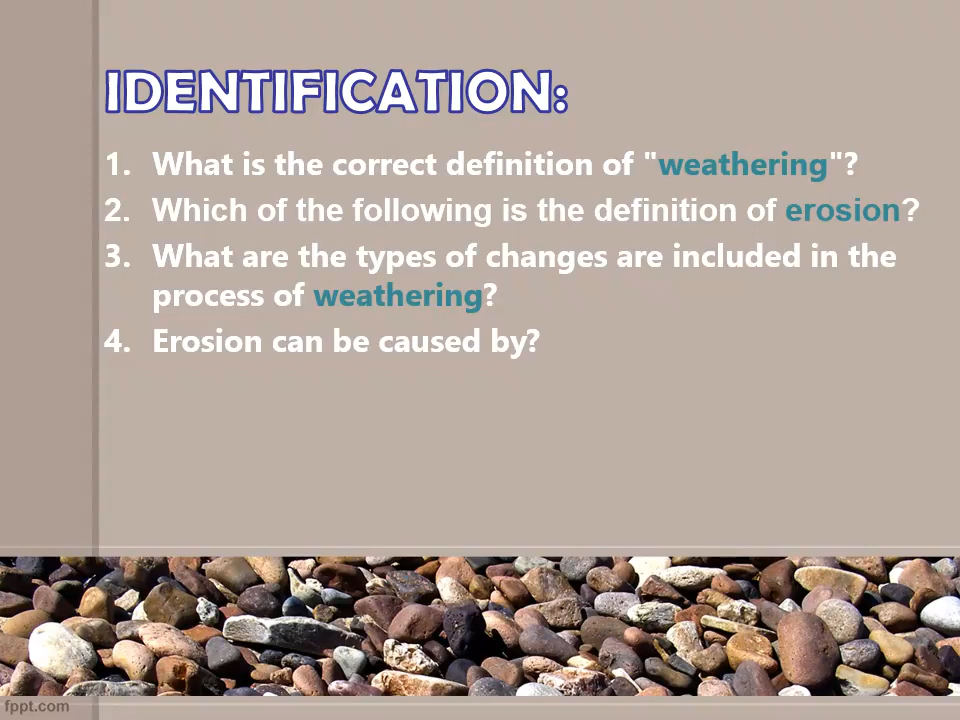 IDENTIFICATION:
1. What is the correct definition of "weathering"?
2. Which of the following is the definition of erosion?
3. What are the types of changes are included in the
process of weathering?
4. Erosion can be caused by?
fppt.com